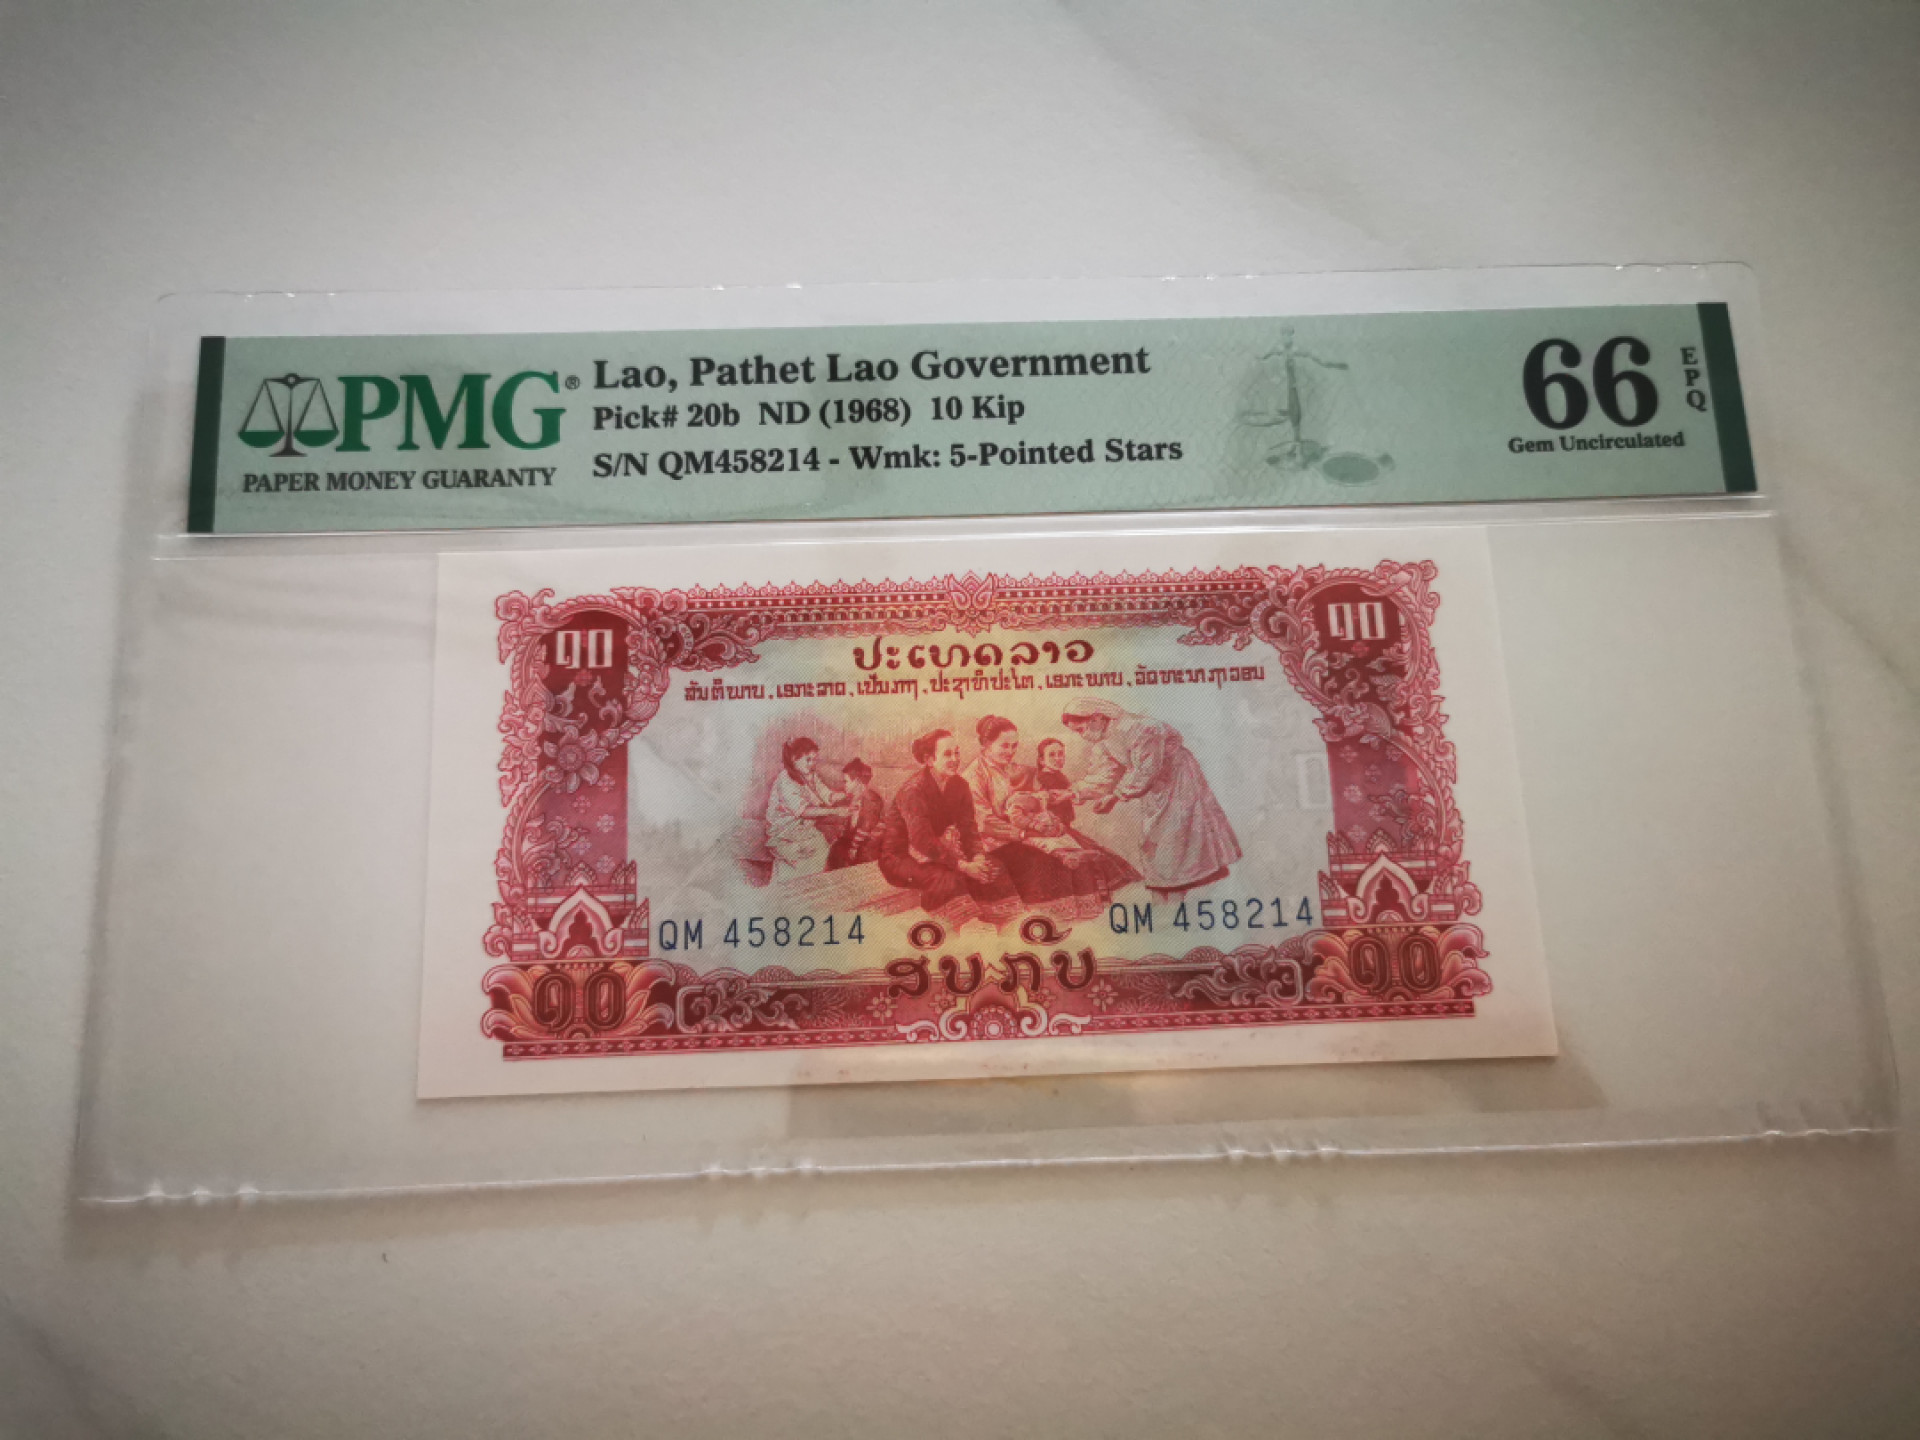 PMG®
PAPER MONEY GUARANTY
Lao, Pathet Lao Government
Pick# 20b ND (1968) 10 Kip
S/N QM458214 - Wmk: 5-Pointed Stars
66
EPQ
Gem Uncirculated
໑໐ ໑໐
ປະເທດລາວ
ສັນຕິພາບ, ເອກະລາດ, ເປັນກາງ, ປະຊາທິປະໄຕ, ເອກະພາບ, ວັດທະນາຖາວອນ
QM 458214 QM 458214
ສິບກີບ
໑໐ ໑໐